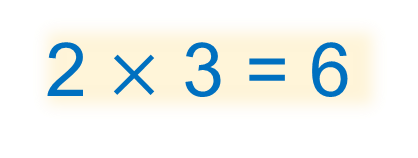 2 × 3 = 6